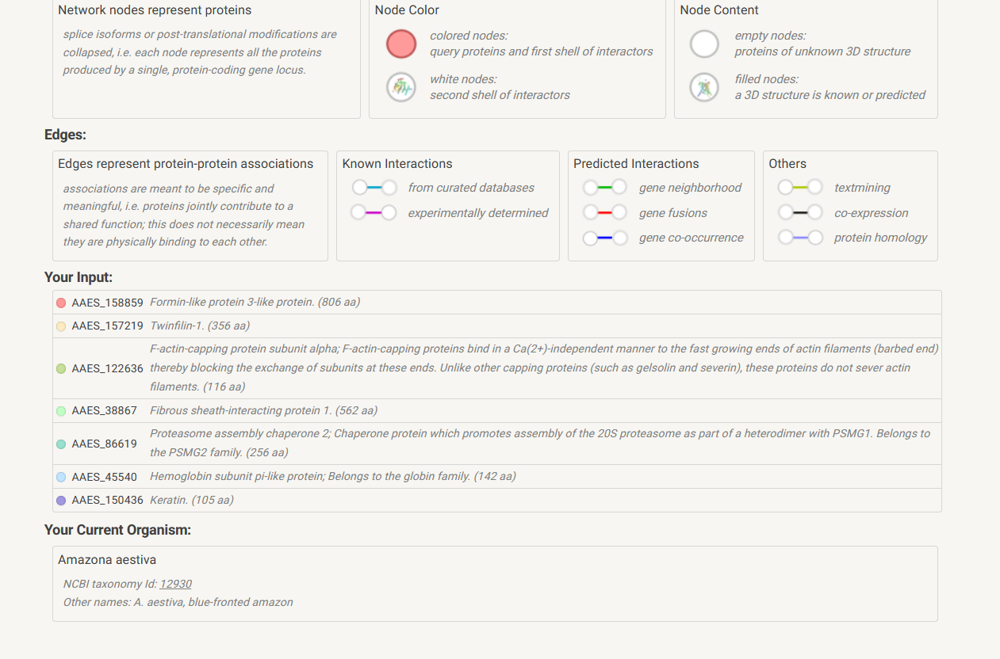 Network nodes represent proteins
splice isoforms or post-translational modifications are
collapsed, i.e. each node represents all the proteins
produced by a single, protein-coding gene locus.
Node Color
colored nodes:
query proteins and first shell of interactors
white nodes:
second shell of interactors
Node Content
empty nodes:
proteins of unknown 3D structure
filled nodes:
a 3D structure is known or predicted
Edges:
Edges represent protein-protein associations
associations are meant to be specific and
meaningful, i.e. proteins jointly contribute to a
shared function; this does not necessarily mean
they are physically binding to each other.
Known Interactions
from curated databases
experimentally determined
Predicted Interactions
gene neighborhood
gene fusions
gene co-occurrence
Others
textmining
co-expression
protein homology
Your Input:
AAES_158859 Formin-like protein 3-like protein. (806 aa)
AAES_157219 Twinfilin-1. (356 aa)
F-actin-capping protein subunit alpha; F-actin-capping proteins bind in a Ca(2+)-independent manner to the fast growing ends of actin filaments (barbed end)
AAES_122636 thereby blocking the exchange of subunits at these ends. Unlike other capping proteins (such as gelsolin and severin), these proteins do not sever actin
filaments. (116 aa)
AAES_38867 Fibrous sheath-interacting protein 1. (562 aa)
AAES_86619 Proteasome assembly chaperone 2; Chaperone protein which promotes assembly of the 20S proteasome as part of a heterodimer with PSMG1. Belongs to
the PSMG2 family. (256 aa)
AAES_45540 Hemoglobin subunit pi-like protein; Belongs to the globin family. (142 aa)
AAES_150436 Keratin. (105 aa)
Your Current Organism:
Amazona aestiva
NCBI taxonomy Id: 12930
Other names: A. aestiva, blue-fronted amazon